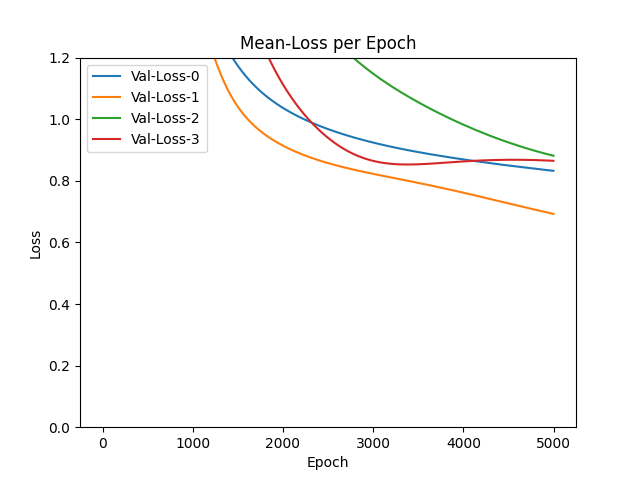 Mean-Loss per Epoch
Val-Loss-0
Val-Loss-1
Val-Loss-2
Val-Loss-3
Loss
1.2
1.0
0.8
0.6
0.4
0.2
0.0
0 1000 2000 3000 4000 5000
Epoch